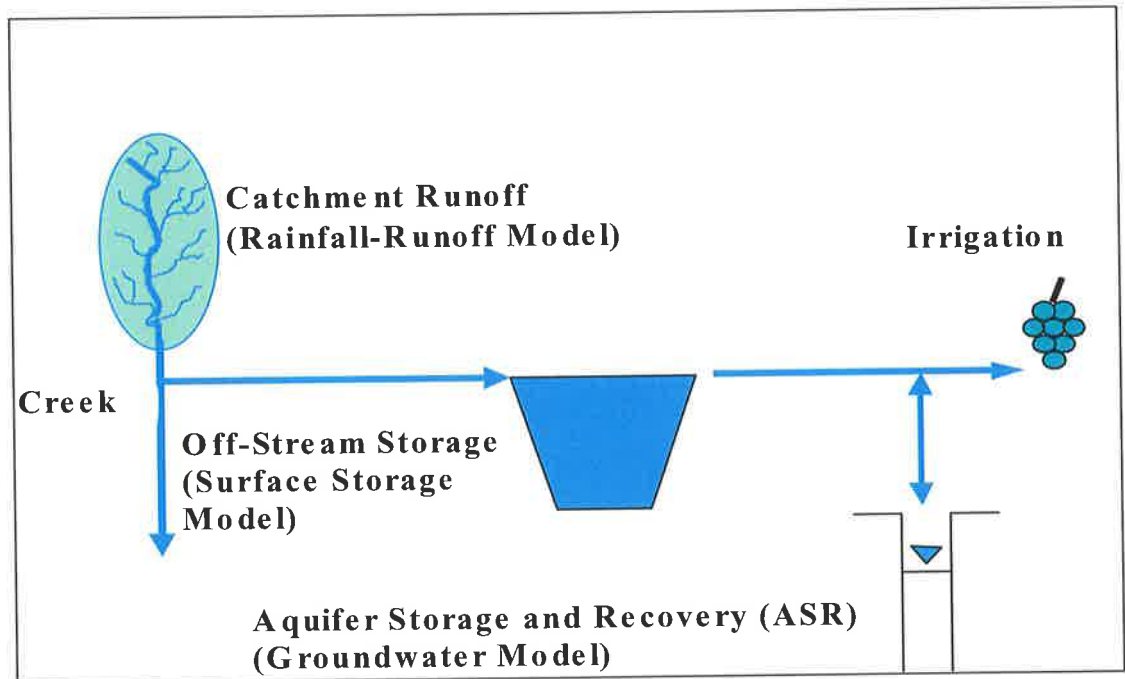 Catchment Runoff
(Rainfall-Runoff Model)
Irrigation
Creek
Off-Stream Storage
(Surface Storage
Model)
Aquifer Storage and Recovery (ASR)
(Groundwater Model)